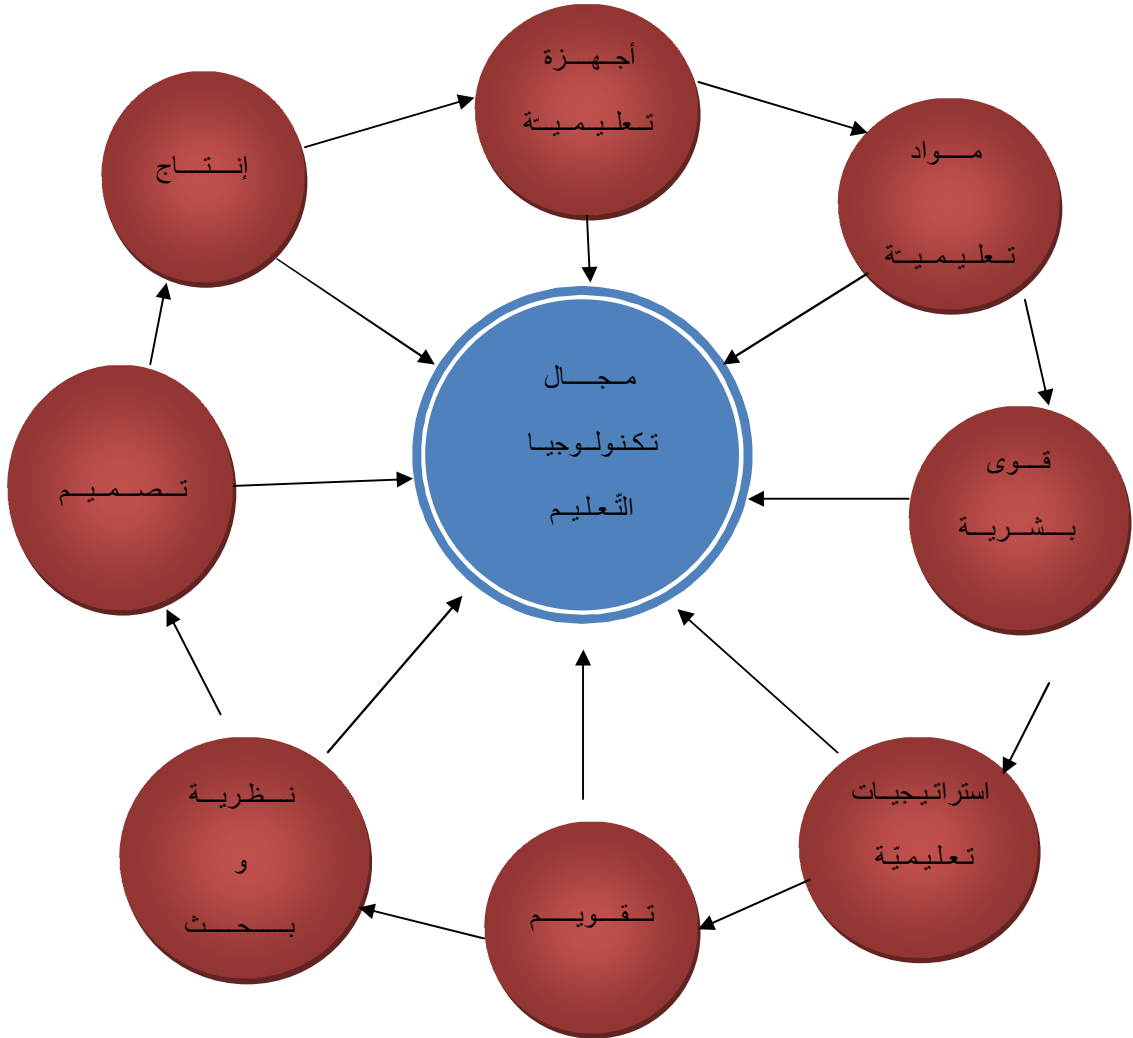 أجهزة
تعليميّة
مواد
تعليميّة
قوى
بشرية
استراتيجيات
تعليميّة
تقويم
نظرية
و
بحث
تصميم
إنتاج
مجال
تكنولوجيا
التّعليم